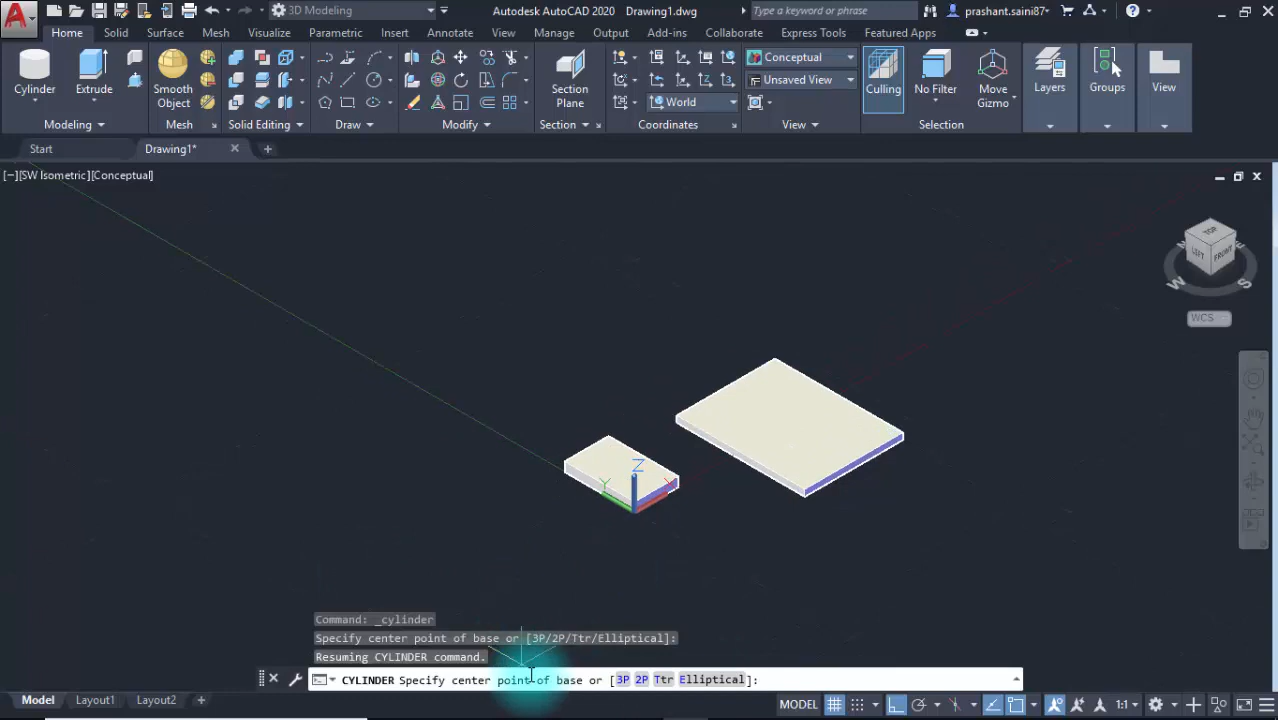 3D Modeling
Autodesk AutoCAD 2020 Drawing1.dwg
Type a keyword or phrase
prashant.saini87
Home Solid Surface Mesh Visualize Parametric Insert Annotate View Manage Output Add-ins Collaborate Express Tools Featured Apps
Cylinder
Extrude
Smooth
Object
Section
Plane
Conceptual
Unsaved View
World
Culling
No Filter
Move
Gizmo
Layers
Groups
View
Modeling
Mesh
Solid Editing
Draw
Modify
Section
Coordinates
View
Selection
Start
Drawing1*
[−][SW Isometric][Conceptual]
TOP
LEFT
FRONT
W
S
WCS
Z
Y
X
Command: _cylinder
Specify center point of base or [3P/2P/Ttr/Elliptical]:
Resuming CYLINDER command.
CYLINDER Specify center point of base or [3P 2P Ttr Elliptical]:
Model Layout1 Layout2
MODEL
1:1